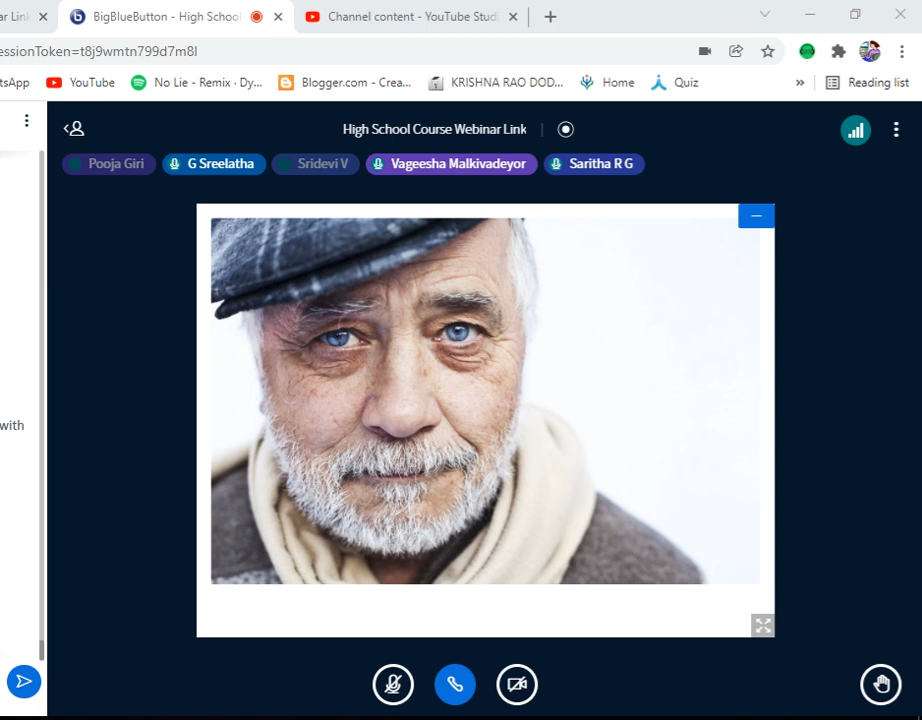 ar Lin
BigBlueButton - High School
Channel content - YouTube Studi
essionToken=t8j9wmtn799d7m8l
tsApp
YouTube
No Lie - Remix · Dy...
Blogger.com - Crea...
KRISHNA RAO DOD...
Home
Quiz
»
Reading list
High School Course Webinar Link
Pooja Giri
G Sreelatha
Sridevi V
Vageesha Malkivadeyor
Saritha R G
with